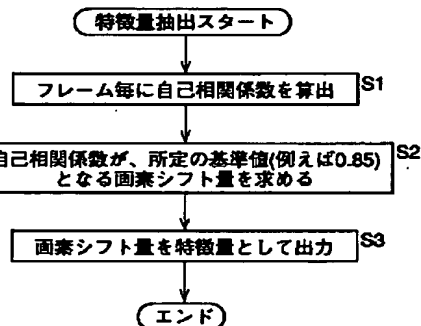 特徴量抽出スタート
フレーム毎に自己相関係数を算出
S1
自己相関係数が、所定の基準値(例えば0.85)
となる画素シフト量を求める
S2
画素シフト量を特徴量として出力
S3
エンド